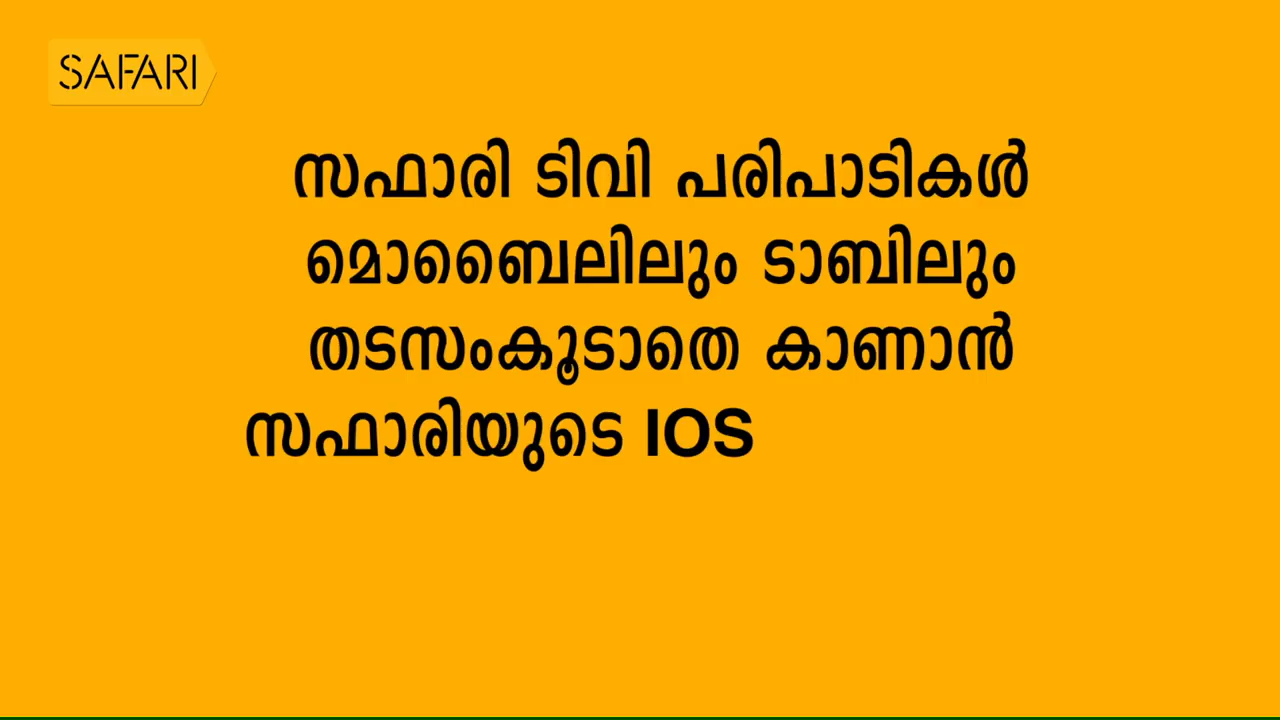 SAFARI
സഫാരി ടിവി പരിപാടികൾ
മൊബൈലിലും ടാബിലും
തടസംകൂടാതെ കാണാൻ
സഫാരിയുടെ IOS